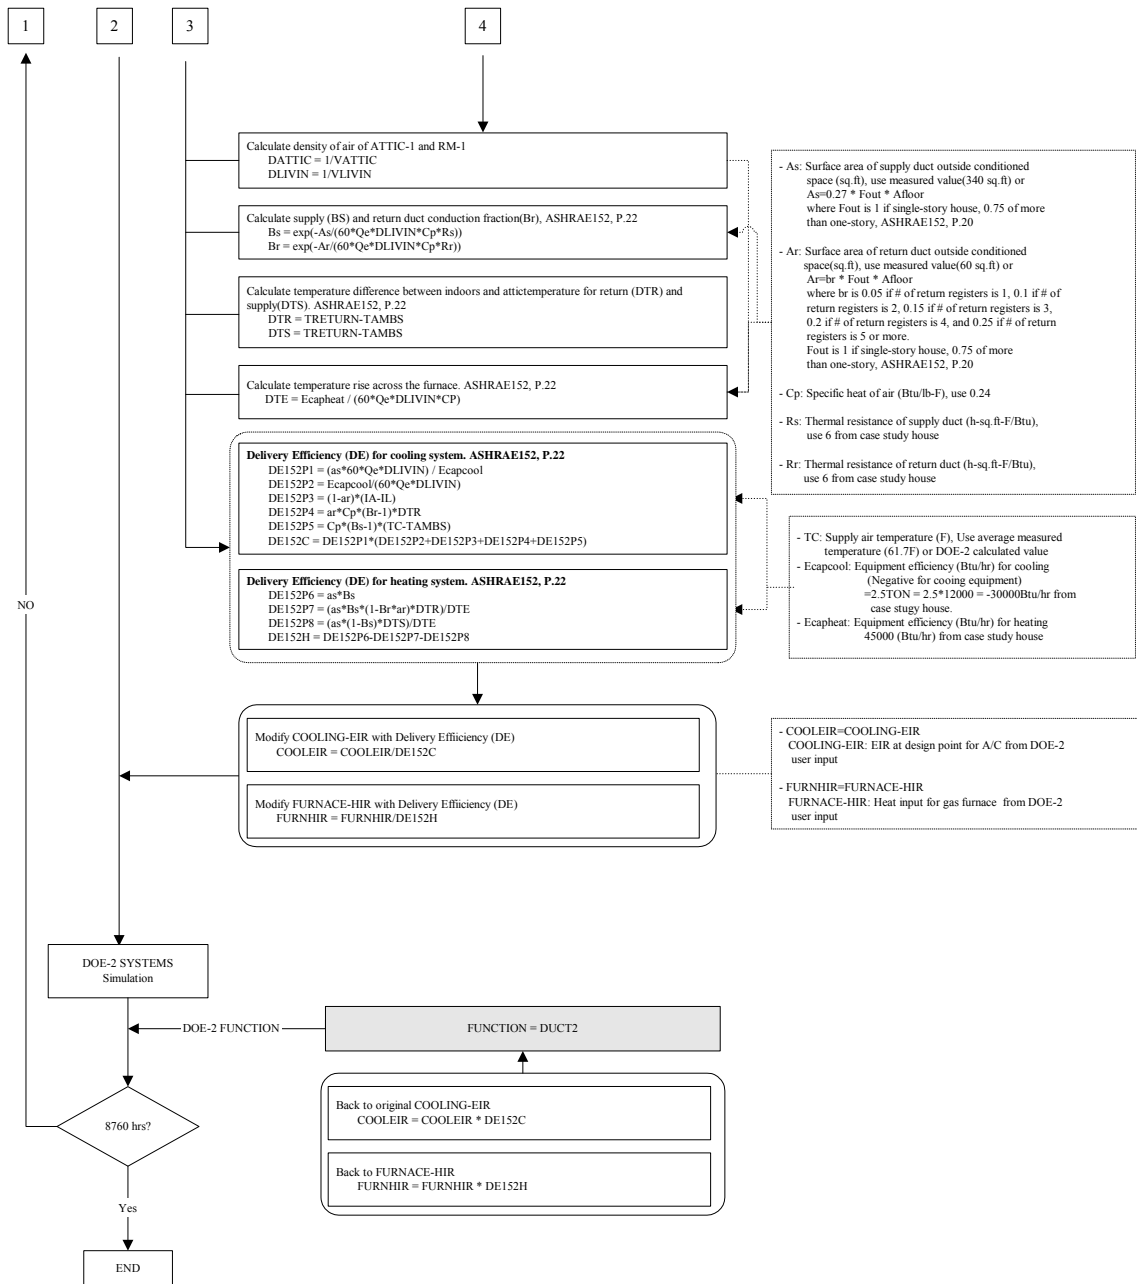 1
2
3
4
Calculate density of air of ATTIC-1 and RM-1
DATTIC = 1/VATTIC
DLIVIN = 1/VLIVIN
Calculate supply (BS) and return duct conduction fraction(Br), ASHRAE152, P.22
Bs = exp(-As/(60*Qe*DLIVIN*Cp*Rs))
Br = exp(-Ar/(60*Qe*DLIVIN*Cp*Rr))
Calculate temperature difference between indoors and attictemperature for return (DTR) and
supply(DTS). ASHRAE152, P.22
DTR = TRETURN-TAMBS
DTS = TRETURN-TAMBS
Calculate temperature rise across the furnace. ASHRAE152, P.22
DTE = Ecapheat / (60*Qe*DLIVIN*CP)
Delivery Efficiency (DE) for cooling system. ASHRAE152, P.22
DE152P1 = (as*60*Qe*DLIVIN) / Ecapcool
DE152P2 = Ecapcool/(60*Qe*DLIVIN)
DE152P3 = (1-ar)*(IA-IL)
DE152P4 = ar*Cp*(Br-1)*DTR
DE152P5 = Cp*(Bs-1)*(TC-TAMBS)
DE152C = DE152P1*(DE152P2+DE152P3+DE152P4+DE152P5)
Delivery Efficiency (DE) for heating system. ASHRAE152, P.22
DE152P6 = as*Bs
DE152P7 = (as*Bs*(1-Br*ar)*DTR)/DTE
DE152P8 = (as*(1-Bs)*DTS)/DTE
DE152H = DE152P6-DE152P7-DE152P8
- As: Surface area of supply duct outside conditioned
space (sq.ft), use measured value(340 sq.ft) or
As=0.27 * Fout * Afloor
where Fout is 1 if single-story house, 0.75 of more
than one-story, ASHRAE152, P.20
- Ar: Surface area of return duct outside conditioned
space(sq.ft), use measured value(60 sq.ft) or
Ar=br * Fout * Afloor
where br is 0.05 if # of return registers is 1, 0.1 if # of
return registers is 2, 0.15 if # of return registers is 3,
0.2 if # of return registers is 4, and 0.25 if # of return
registers is 5 or more.
Fout is 1 if single-story house, 0.75 of more
than one-story, ASHRAE152, P.20
- Cp: Specific heat of air (Btu/lb-F), use 0.24
- Rs: Thermal resistance of supply duct (h-sq.ft-F/Btu),
use 6 from case study house
- Rr: Thermal resistance of return duct (h-sq.ft-F/Btu),
use 6 from case study house
- TC: Supply air temperature (F), Use average measured
temperature (61.7F) or DOE-2 calculated value
- Ecapcool: Equipment efficiency (Btu/hr) for cooling
(Negative for cooing equipment)
=2.5TON = 2.5*12000 = -30000Btu/hr from
case stugy house.
- Ecapheat: Equipment efficiency (Btu/hr) for heating
45000 (Btu/hr) from case study house
NO
Modify COOLING-EIR with Delivery Effiiciency (DE)
COOLEIR = COOLEIR/DE152C
Modify FURNACE-HIR with Delivery Effiiciency (DE)
FURNHIR = FURNHIR/DE152H
- COOLEIR=COOLING-EIR
COOLING-EIR: EIR at design point for A/C from DOE-2
user input
- FURNHIR=FURNACE-HIR
FURNACE-HIR: Heat input for gas furnace from DOE-2
user input
DOE-2 SYSTEMS
Simulation
DOE-2 FUNCTION
FUNCTION = DUCT2
8760 hrs?
Back to original COOLING-EIR
COOLEIR = COOLEIR * DE152C
Back to FURNACE-HIR
FURNHIR = FURNHIR * DE152H
Yes
END